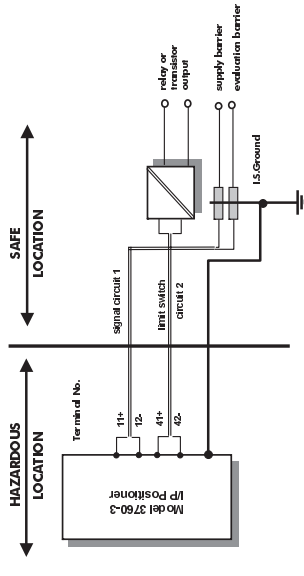 HAZARDOUS
LOCATION
SAFE
LOCATION
Terminal No.
11+
12-
41+
42-
Model 3760-3
I/P Positioner
signal circuit 1
limit switch
circuit 2
relay or
transistor
output
supply barrier
evaluation barrier
I.S.Ground